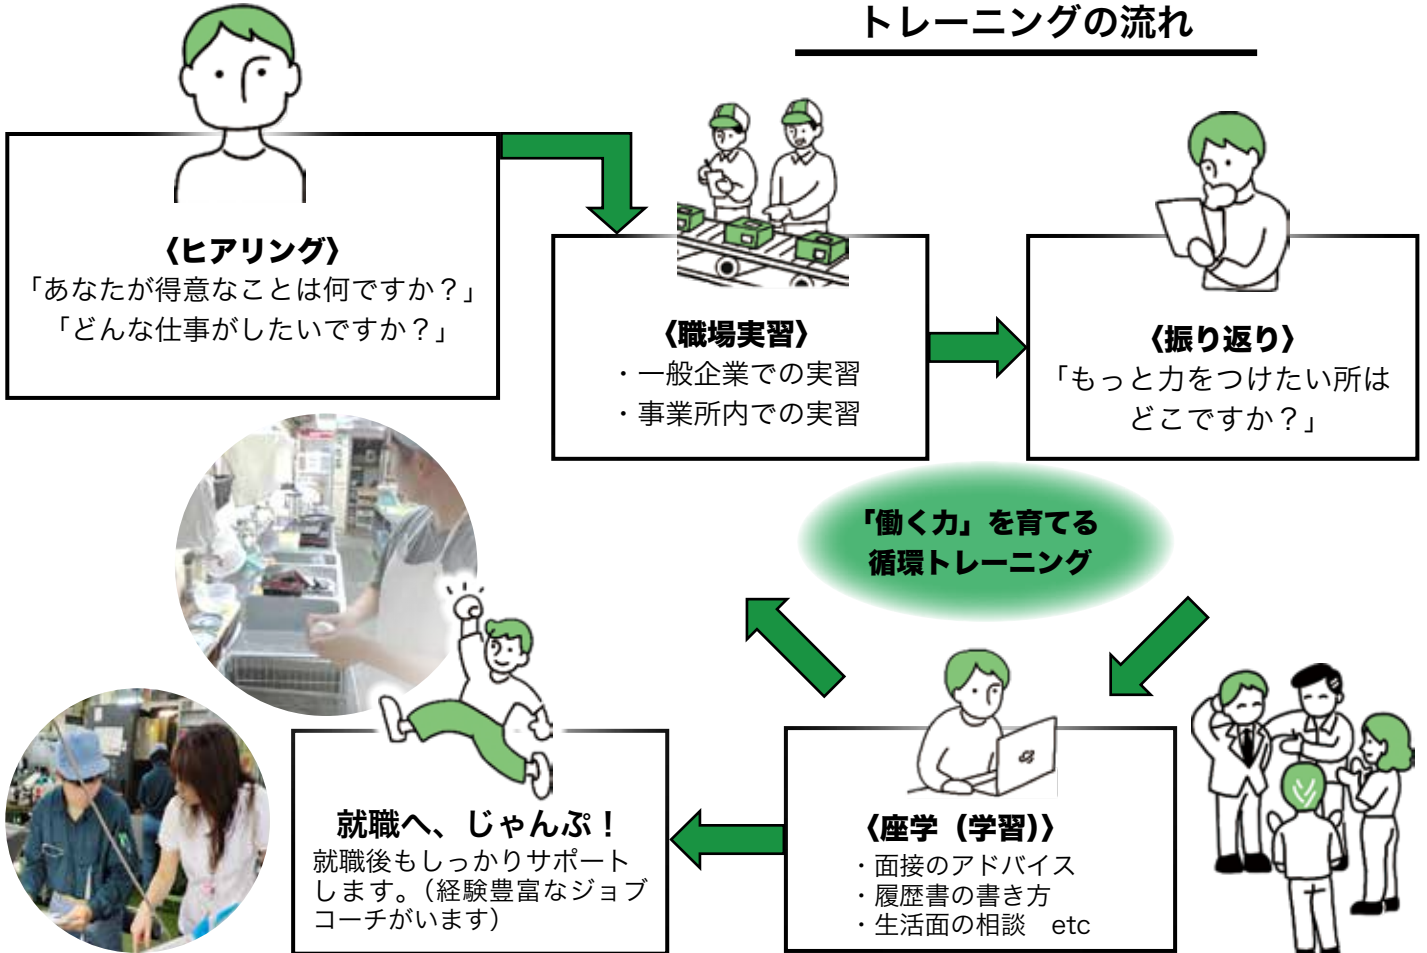 トレーニングの流れ
〈ヒアリング〉
「あなたが得意なことは何ですか？」
「どんな仕事がしたいですか？」
〈職場実習〉
・一般企業での実習
・事業所内での実習
〈振り返り〉
「もっと力をつけたい所は
どこですか？」
「働く力」を育てる
循環トレーニング
〈座学（学習）〉
・面接のアドバイス
・履歴書の書き方
・生活面の相談　etc
就職へ、じゃんぷ！
就職後もしっかりサポート
します。（経験豊富なジョブ
コーチがいます）